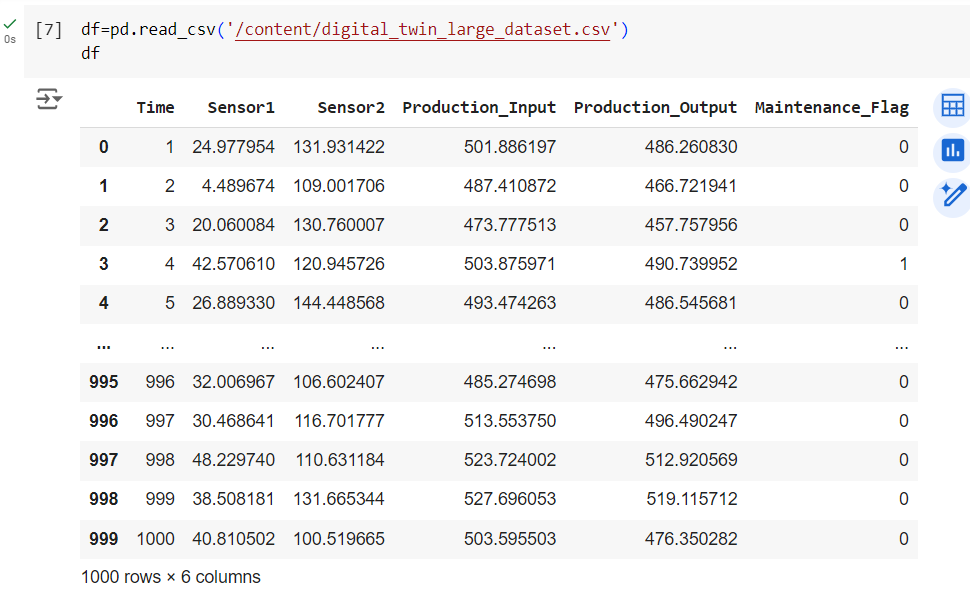 [7] df=pd.read_csv('/content/digital_twin_large_dataset.csv')
0s
df
Time Sensor1 Sensor2 Production_Input Production_Output Maintenance_Flag
0 1 24.977954 131.931422 501.886197 486.260830 0
1 2 4.489674 109.001706 487.410872 466.721941 0
2 3 20.060084 130.760007 473.777513 457.757956 0
3 4 42.570610 120.945726 503.875971 490.739952 1
4 5 26.889330 144.448568 493.474263 486.545681 0
... ... ... ... ... ... ...
995 996 32.006967 106.602407 485.274698 475.662942 0
996 997 30.468641 116.701777 513.553750 496.490247 0
997 998 48.229740 110.631184 523.724002 512.920569 0
998 999 38.508181 131.665344 527.696053 519.115712 0
999 1000 40.810502 100.519665 503.595503 476.350282 0
1000 rows × 6 columns